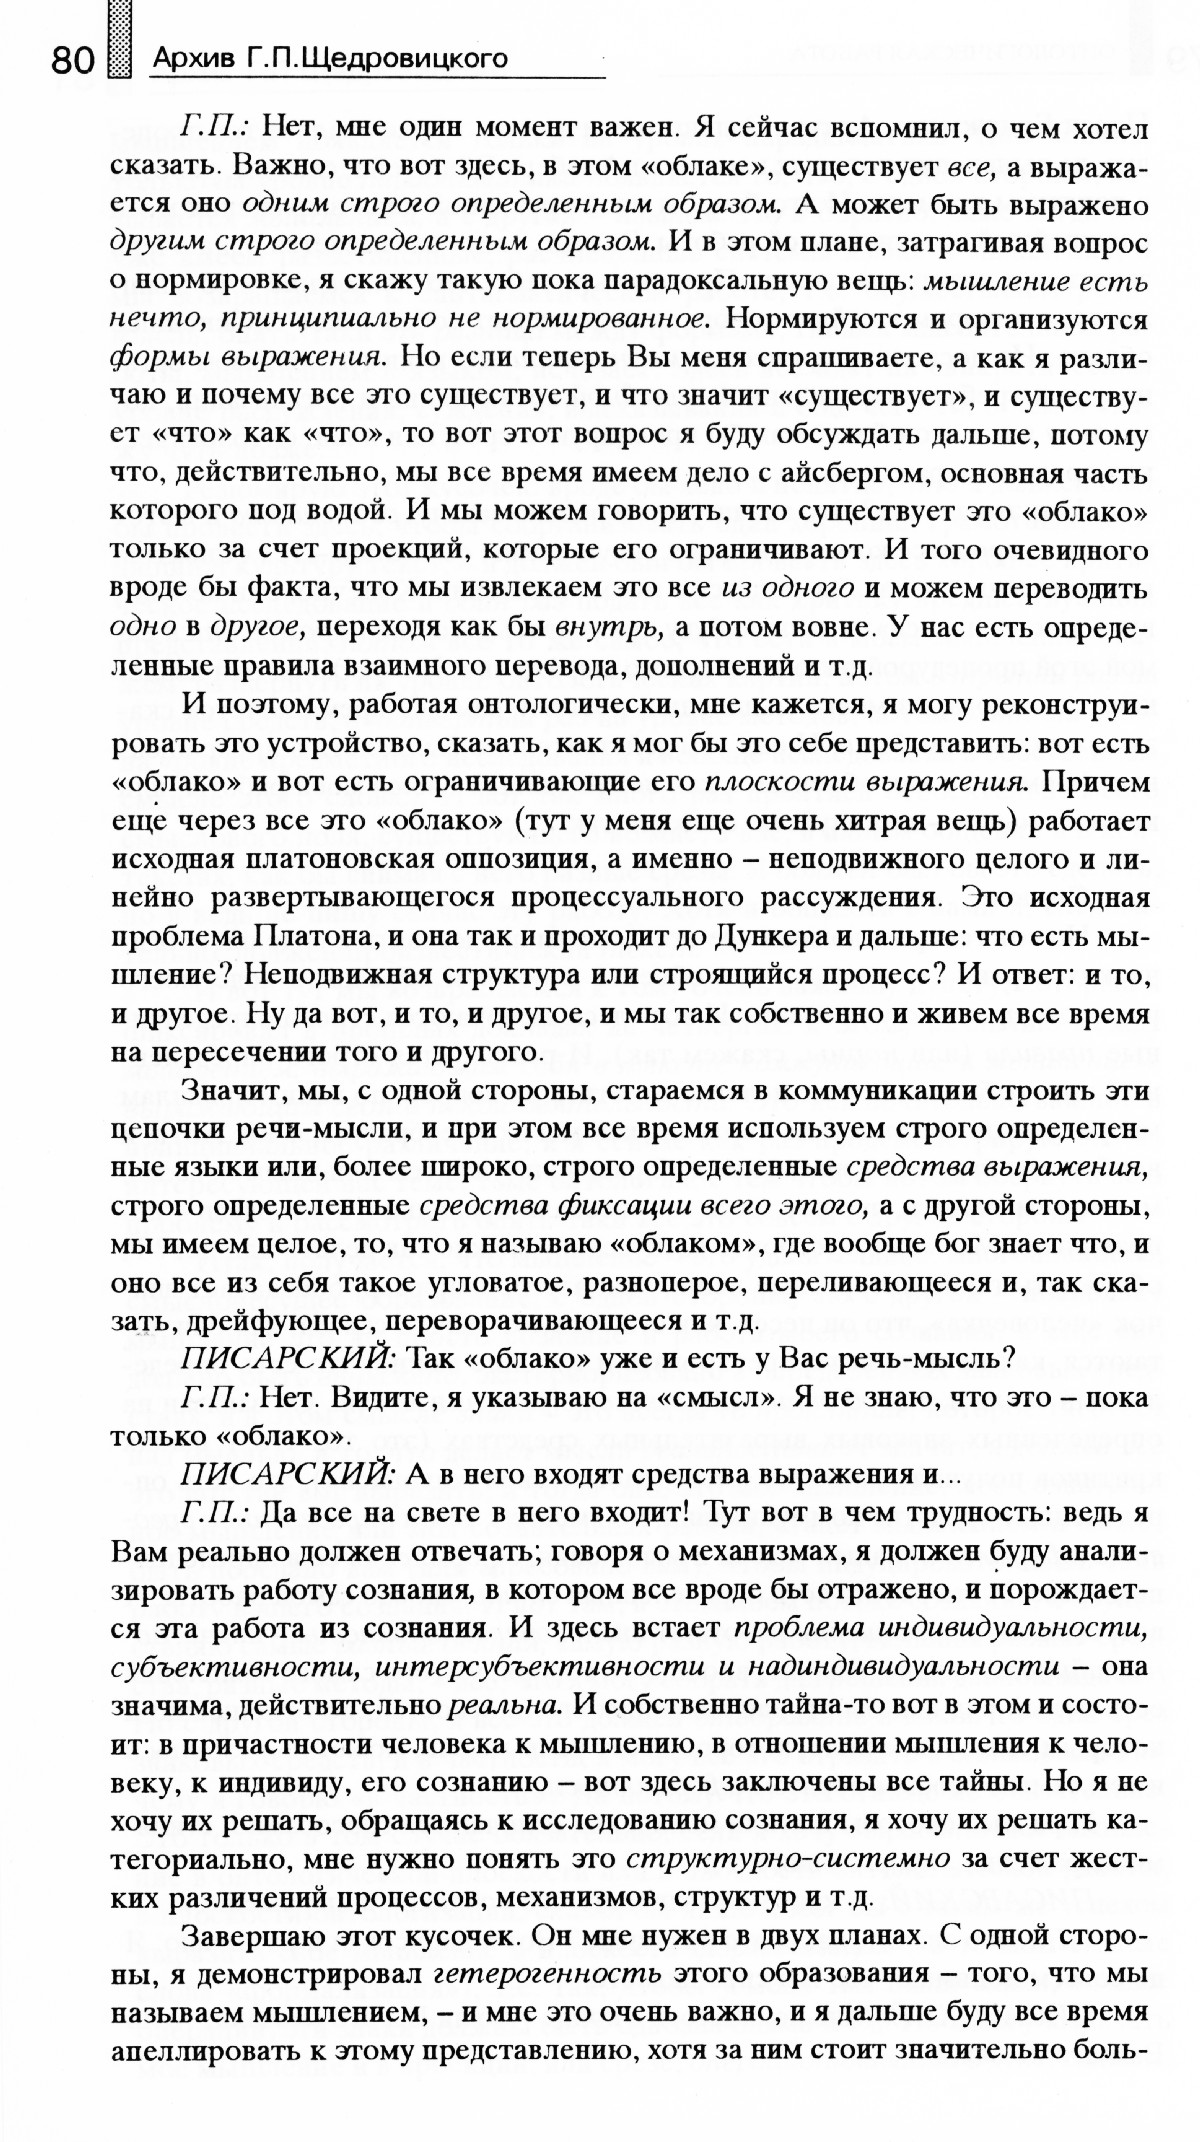 80 Архив Г.П.Щедровицкого
Г.П.: Нет, мне один момент важен. Я сейчас вспомнил, о чем хотел
сказать. Важно, что вот здесь, в этом «облаке», существует все, а выража-
ется оно одним строго определенным образом. А может быть выражено
другим строго определенным образом. И в этом плане, затрагивая вопрос
о нормировке, я скажу такую пока парадоксальную вещь: мышление есть
нечто, принципиально не нормированное. Нормируются и организуются
формы выражения. Но если теперь Вы меня спрашиваете, а как я разли-
чаю и почему все это существует, и что значит «существует», и существу-
ет «что» как «что», то вот этот вопрос я буду обсуждать дальше, потому
что, действительно, мы все время имеем дело с айсбергом, основная часть
которого под водой. И мы можем говорить, что существует это «облако»
только за счет проекций, которые его ограничивают. И того очевидного
вроде бы факта, что мы извлекаем это все из одного и можем переводить
одно в другое, переходя как бы внутрь, а потом вовне. У нас есть опреде-
ленные правила взаимного перевода, дополнений и т.д.
И поэтому, работая онтологически, мне кажется, я могу реконструи-
ровать это устройство, сказать, как я мог бы это себе представить: вот есть
«облако» и вот есть ограничивающие его плоскости выражения. Причем
еще через все это «облако» (тут у меня еще очень хитрая вещь) работает
исходная платоновская оппозиция, а именно – неподвижного целого и ли-
нейно развертывающегося процессуального рассуждения. Это исходная
проблема Платона, и она так и проходит до Дункера и дальше: что есть мы-
шление? Неподвижная структура или строящийся процесс? И ответ: и то,
и другое. Ну да вот, и то, и другое, и мы так собственно и живем все время
на пересечении того и другого.
Значит, мы, с одной стороны, стараемся в коммуникации строить эти
цепочки речи-мысли, и при этом все время используем строго определен-
ные языки или, более широко, строго определенные средства выражения,
строго определенные средства фиксации всего этого, а с другой стороны,
мы имеем целое, то, что я называю «облаком», где вообще бог знает что, и
оно все из себя такое угловатое, разноперое, переливающееся и, так ска-
зать, дрейфующее, переворачивающееся и т.д.
ПИСАРСКИЙ: Так «облако» уже и есть у Вас речь-мысль?
Г.П.: Нет. Видите, я указываю на «смысл». Я не знаю, что это – пока
только «облако».
ПИСАРСКИЙ: А в него входят средства выражения и...
Г.П.: Да все на свете в него входит! Тут вот в чем трудность: ведь я
Вам реально должен отвечать; говоря о механизмах, я должен буду анали-
зировать работу сознания, в котором все вроде бы отражено, и порождает-
ся эта работа из сознания. И здесь встает проблема индивидуальности,
субъективности, интерсубъективности и надиндивидуальности – она
значима, действительно реальна. И собственно тайна-то вот в этом и состо-
ит: в причастности человека к мышлению, в отношении мышления к чело-
веку, к индивиду, его сознанию – вот здесь заключены все тайны. Но я не
хочу их решать, обращаясь к исследованию сознания, я хочу их решать ка-
тегориально, мне нужно понять это структурно-системно за счет жест-
ких различений процессов, механизмов, структур и т.д.
Завершаю этот кусочек. Он мне нужен в двух планах. С одной сторо-
ны, я демонстрировал гетерогенность этого образования – того, что мы
называем мышлением, – и мне это очень важно, и я дальше буду все время
апеллировать к этому представлению, хотя за ним стоит значительно боль-